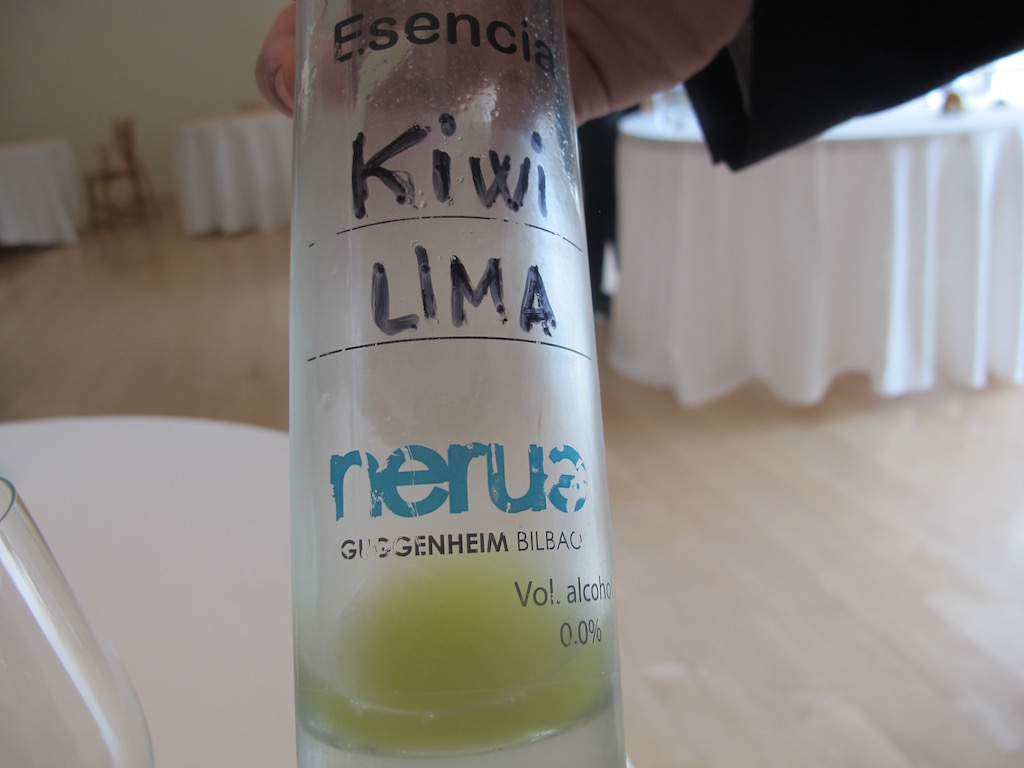 Esencia
Kiwi
LIMA
nerua
GUGGENHEIM BILBAO
Vol. alcohol
0.0%